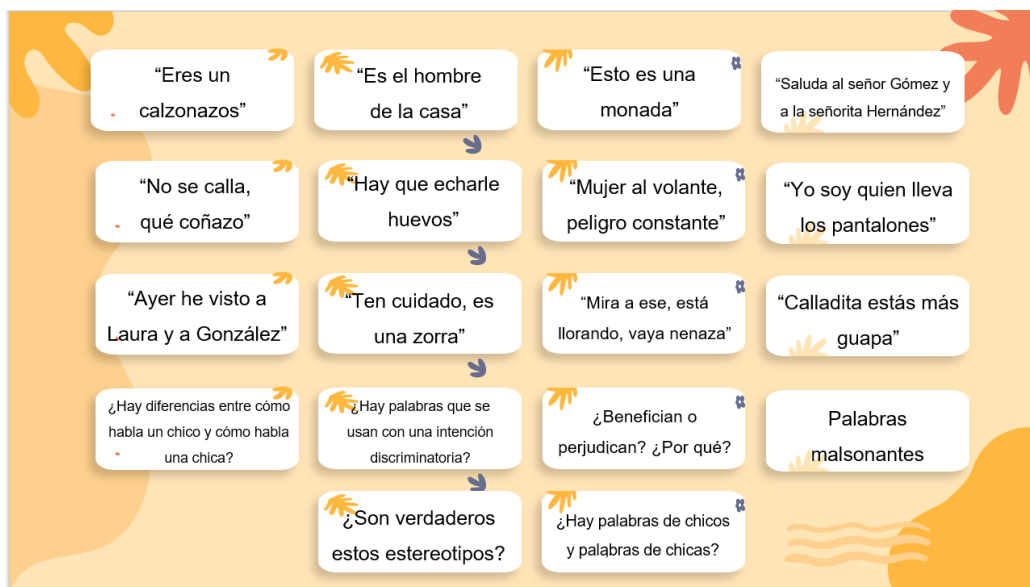 “Eres un
calzonazos”
“Es el hombre
de la casa”
“Esto es una
monada”
“Saluda al señor Gómez y
a la señorita Hernández”
“No se calla,
qué coñazo”
“Hay que echarle
huevos”
“Mujer al volante,
peligro constante”
“Yo soy quien lleva
los pantalones”
“Ayer he visto a
Laura y a González”
“Ten cuidado, es
una zorra”
“Mira a ese, está
llorando, vaya nenaza”
“Calladita estás más
guapa”
¿Hay diferencias entre cómo
habla un chico y cómo habla
una chica?
¿Hay palabras que se
usan con una intención
discriminatoria?
¿Benefician o
perjudican? ¿Por qué?
Palabras
malsonantes
¿Son verdaderos
estos estereotipos?
¿Hay palabras de chicos
y palabras de chicas?